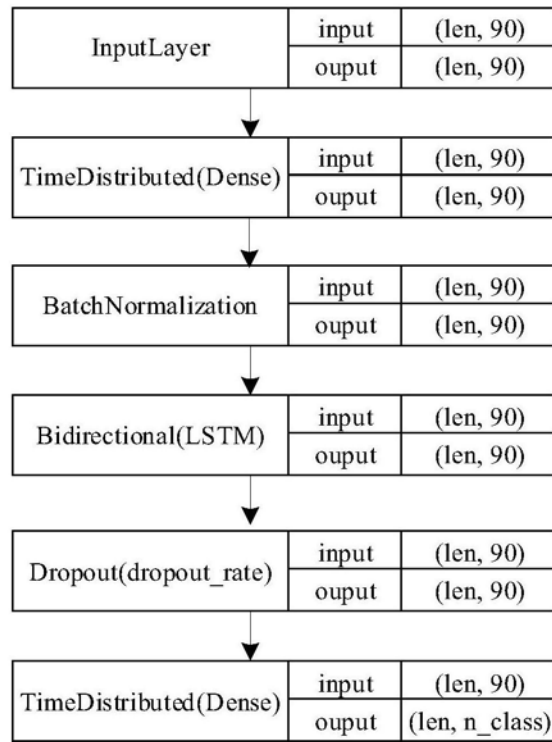 InputLayer input (len, 90)
ouput (len, 90)
TimeDistributed(Dense) input (len, 90)
ouput (len, 90)
BatchNormalization input (len, 90)
ouput (len, 90)
Bidirectional(LSTM) input (len, 90)
ouput (len, 90)
Dropout(dropout_rate) input (len, 90)
ouput (len, 90)
TimeDistributed(Dense) input (len, 90)
ouput (len, n_class)